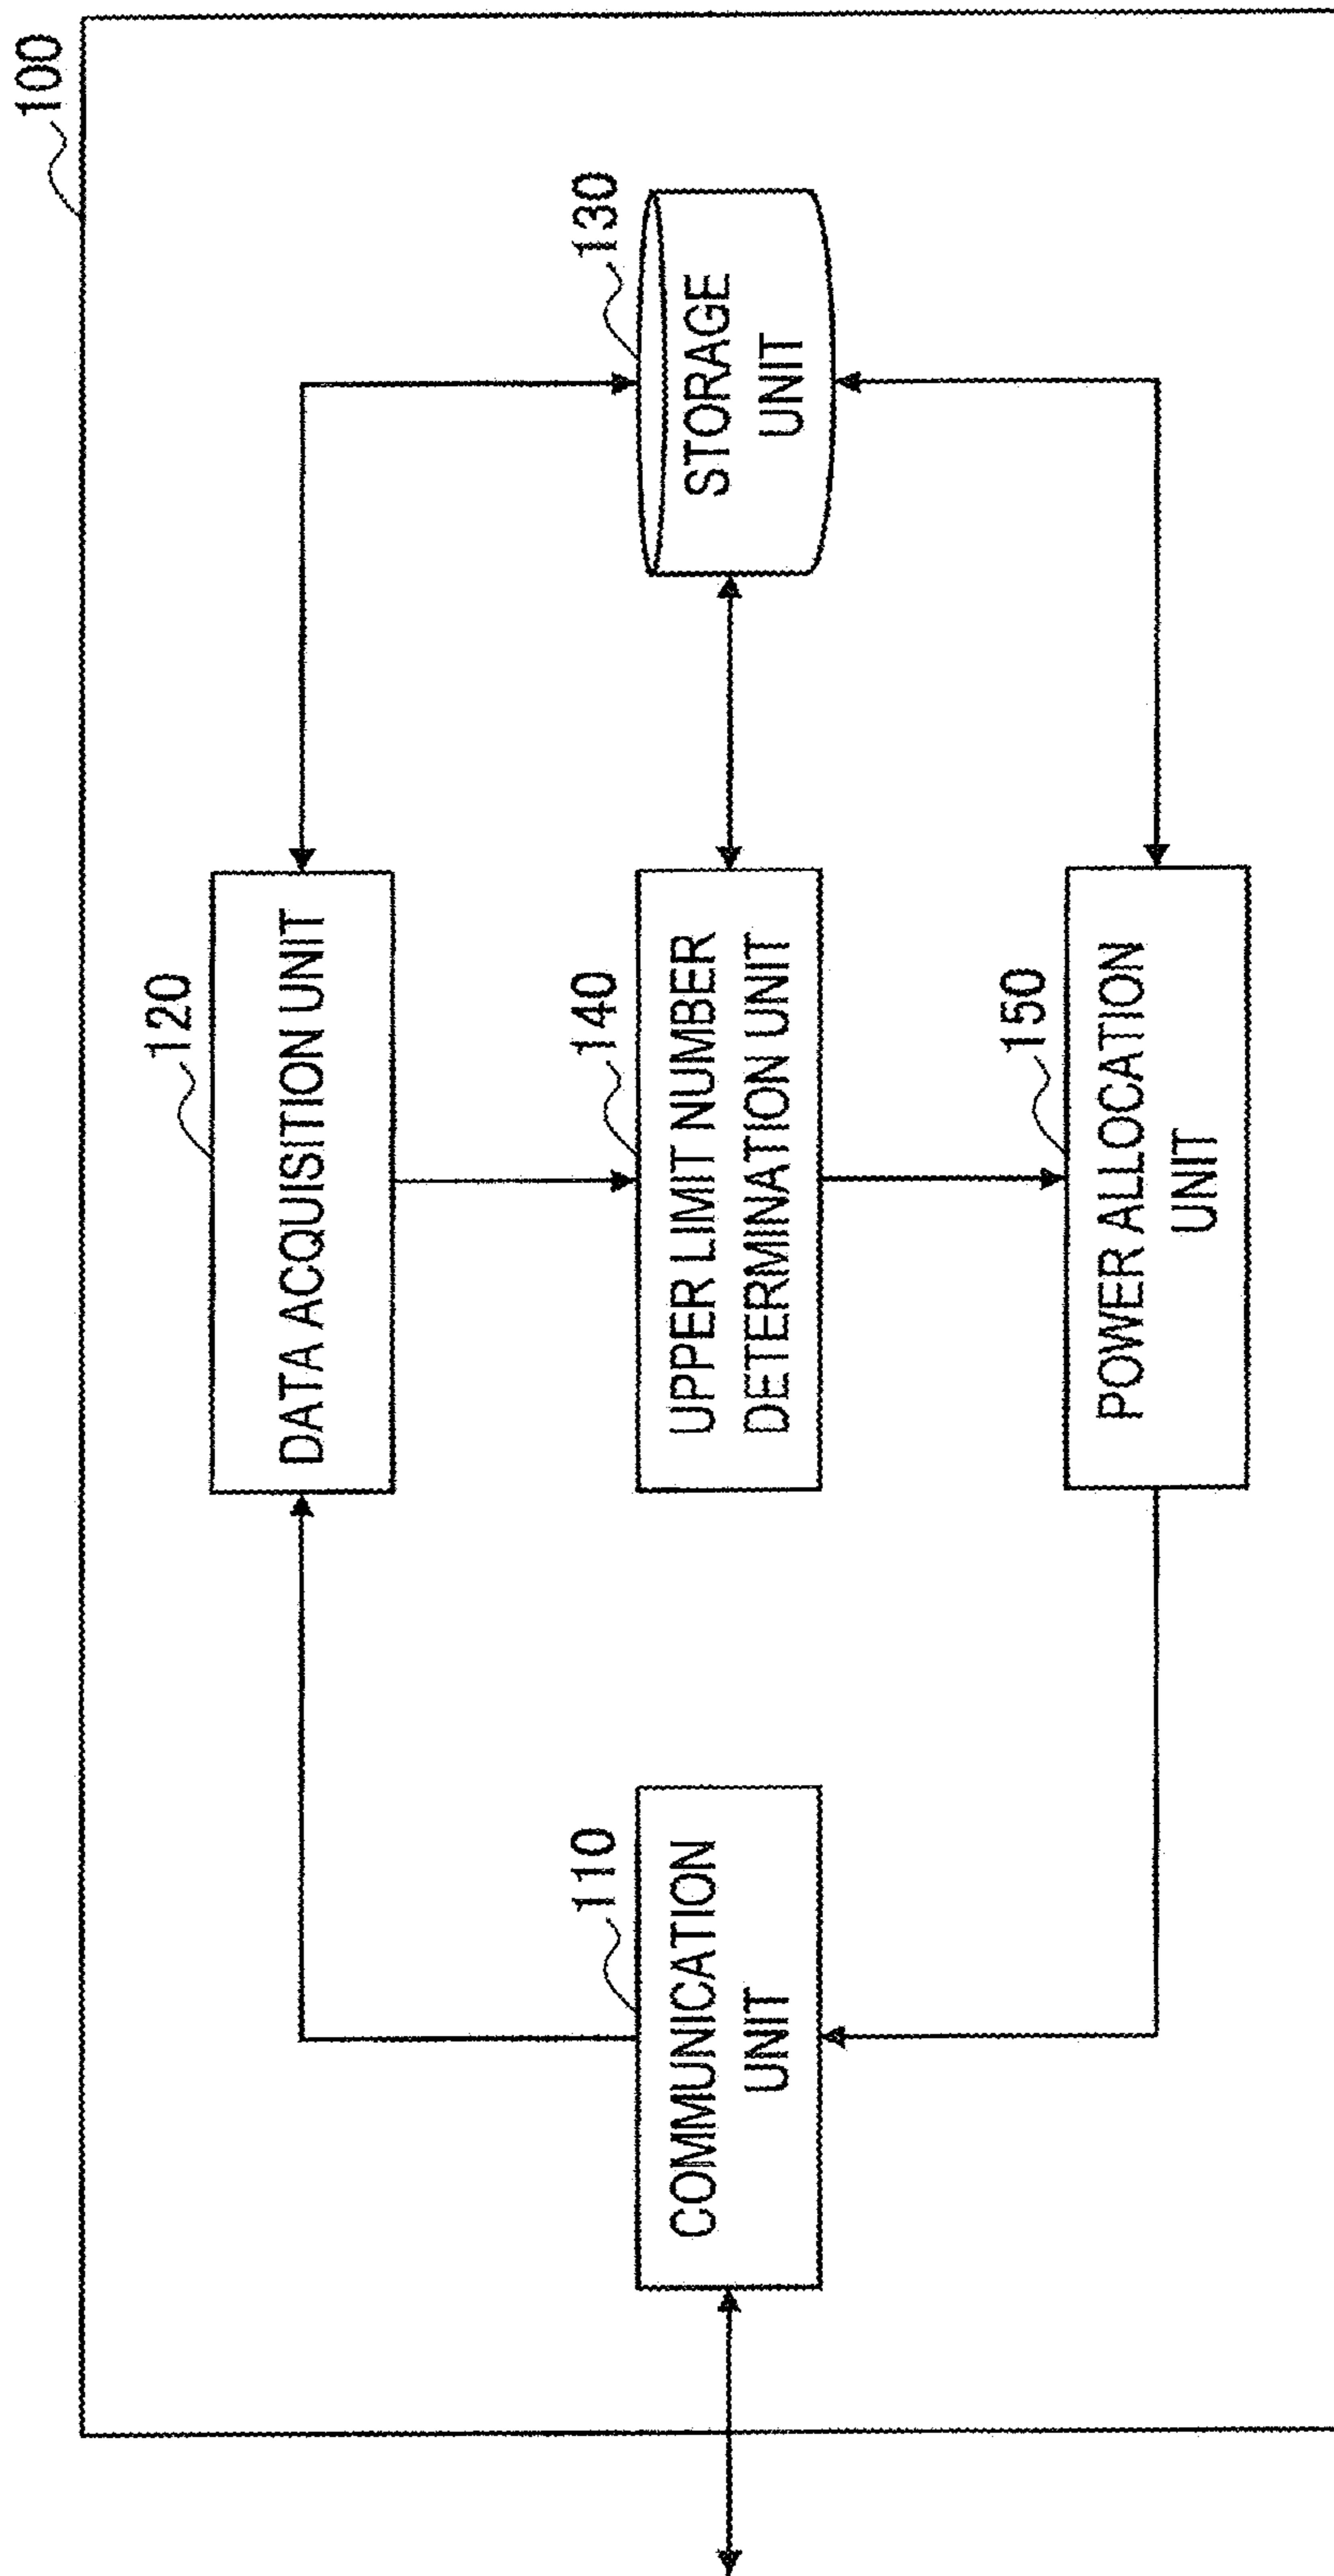 100
120
DATA ACQUISITION UNIT
110
COMMUNICATION
UNIT
140
UPPER LIMIT NUMBER
DETERMINATION UNIT
130
STORAGE
UNIT
150
POWER ALLOCATION
UNIT